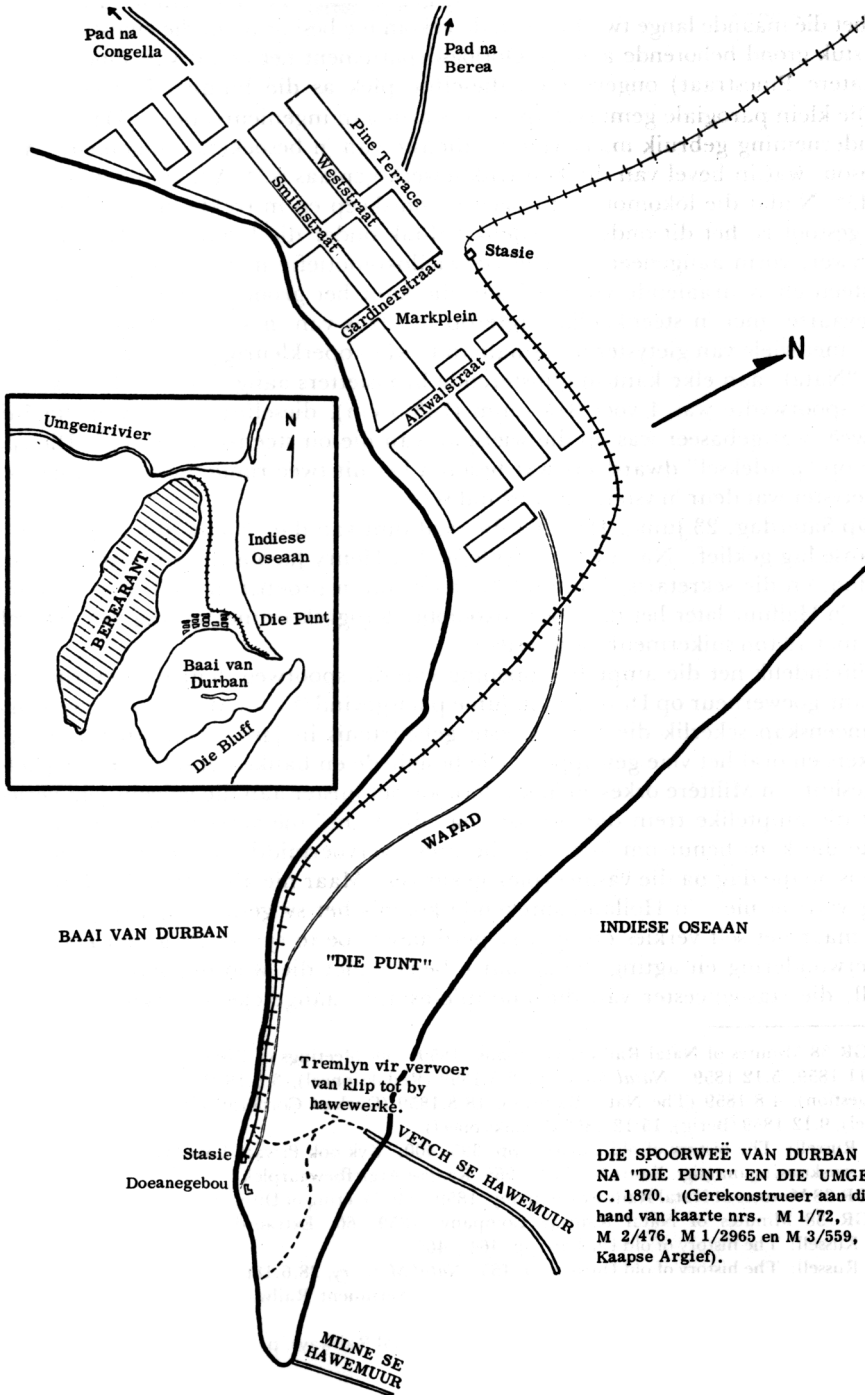 Pad na
Congella
Pad na
Berea
Pine Terrace
Weststraat
Smithstraat
Stasie
Gardinerstraat
Markplein
Aliwalstraat
N
Umgenirivier
N
Indiese
Oseaan
BEREARANT
Die Punt
Baai van
Durban
Die Bluff
WAPAD
BAAI VAN DURBAN
INDIESE OSEAAN
"DIE PUNT"
Tremlyn vir vervoer
van klip tot by
hawewerke.
VETCH SE HAWEMUUR
Stasie
Doeanegebou
DIE SPOORWEË VAN DURBAN
NA "DIE PUNT" EN DIE UMGE
C. 1870. (Gerekonstrueer aan di
hand van kaarte nrs. M 1/72,
M 2/476, M 1/2965 en M 3/559,
Kaapse Argief).
MILNE SE
HAWEMUUR